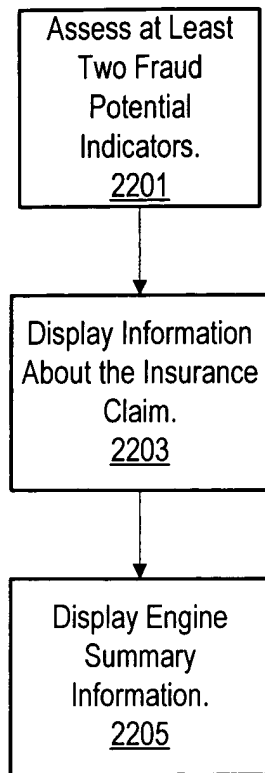 Assess at Least
Two Fraud
Potential
Indicators.
2201
Display Information
About the Insurance
Claim.
2203
Display Engine
Summary
Information.
2205